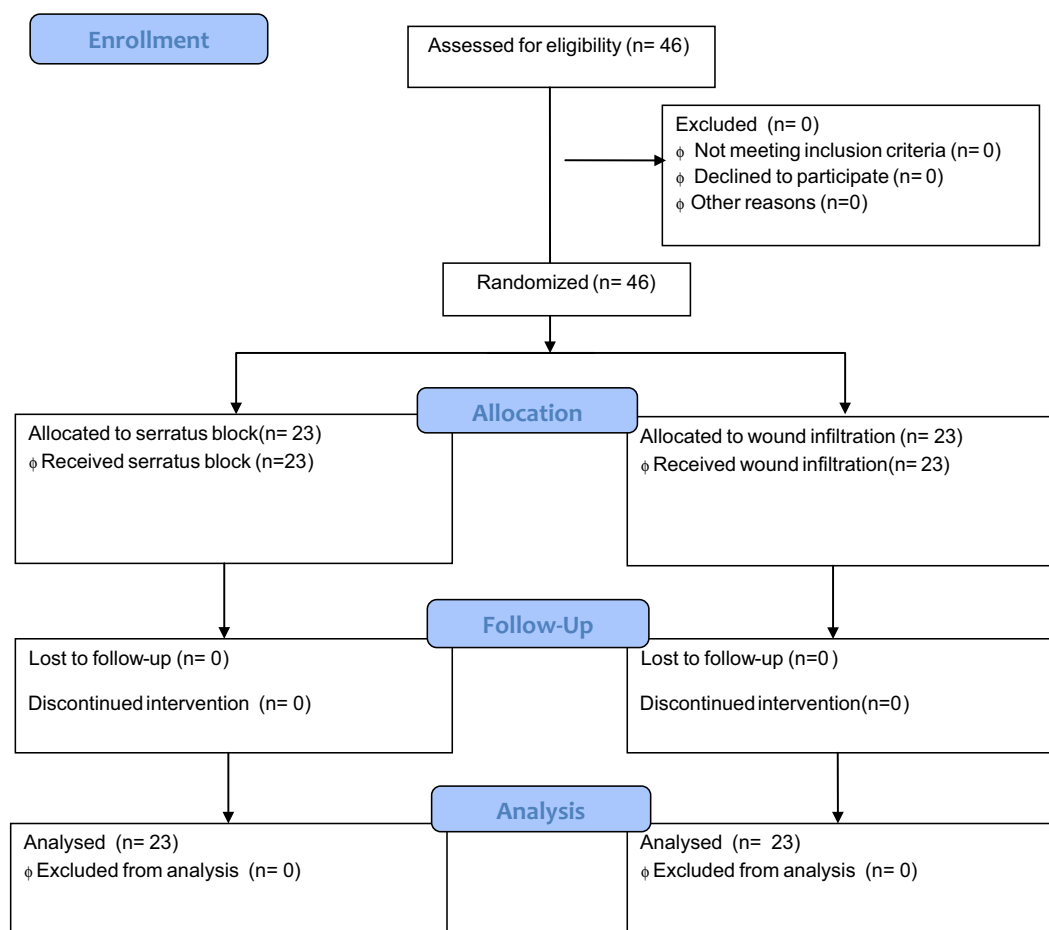 Enrollment
Assessed for eligibility (n= 46)
Excluded (n= 0)
ϕ Not meeting inclusion criteria (n= 0)
ϕ Declined to participate (n= 0)
ϕ Other reasons (n=0)
Randomized (n= 46)
Allocation
Allocated to serratus block(n= 23)
ϕ Received serratus block (n=23)
Allocated to wound infiltration (n= 23)
ϕ Received wound infiltration(n= 23)
Follow-Up
Lost to follow-up (n= 0)
Discontinued intervention (n= 0)
Lost to follow-up (n=0)
Discontinued intervention(n=0)
Analysis
Analysed (n= 23)
ϕ Excluded from analysis (n= 0)
Analysed (n= 23)
ϕ Excluded from analysis (n= 0)